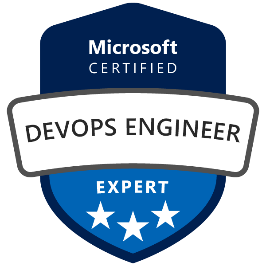 Microsoft
CERTIFIED
DEVOPS ENGINEER
EXPERT